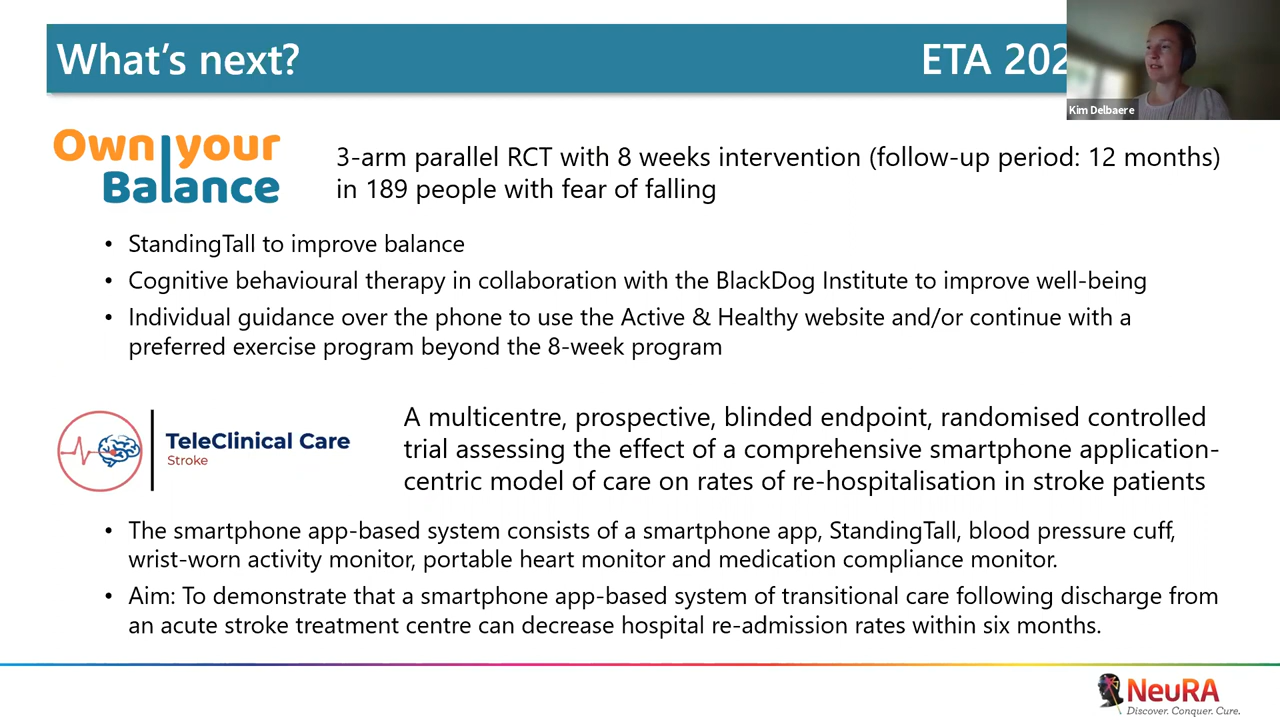 What's next?
ETA 202
Kim Delbaere
Own your
Balance
3-arm parallel RCT with 8 weeks intervention (follow-up period: 12 months)
in 189 people with fear of falling
• StandingTall to improve balance
• Cognitive behavioural therapy in collaboration with the BlackDog Institute to improve well-being
• Individual guidance over the phone to use the Active & Healthy website and/or continue with a
preferred exercise program beyond the 8-week program
TeleClinical Care
Stroke
A multicentre, prospective, blinded endpoint, randomised controlled
trial assessing the effect of a comprehensive smartphone application-
centric model of care on rates of re-hospitalisation in stroke patients
• The smartphone app-based system consists of a smartphone app, StandingTall, blood pressure cuff,
wrist-worn activity monitor, portable heart monitor and medication compliance monitor.
• Aim: To demonstrate that a smartphone app-based system of transitional care following discharge from
an acute stroke treatment centre can decrease hospital re-admission rates within six months.
NeuRA
Discover. Conquer. Cure.